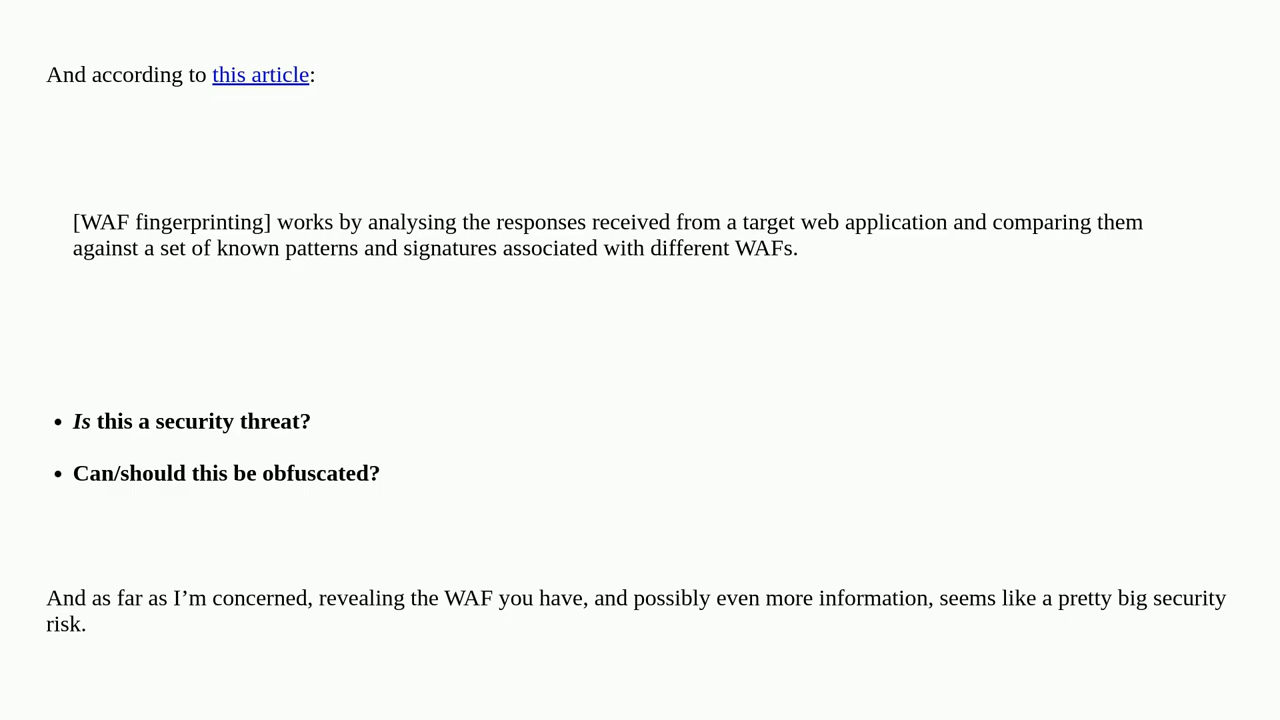 And according to this article:
[WAF fingerprinting] works by analysing the responses received from a target web application and comparing them
against a set of known patterns and signatures associated with different WAFs.
• Is this a security threat?
• Can/should this be obfuscated?
And as far as I’m concerned, revealing the WAF you have, and possibly even more information, seems like a pretty big security
risk.